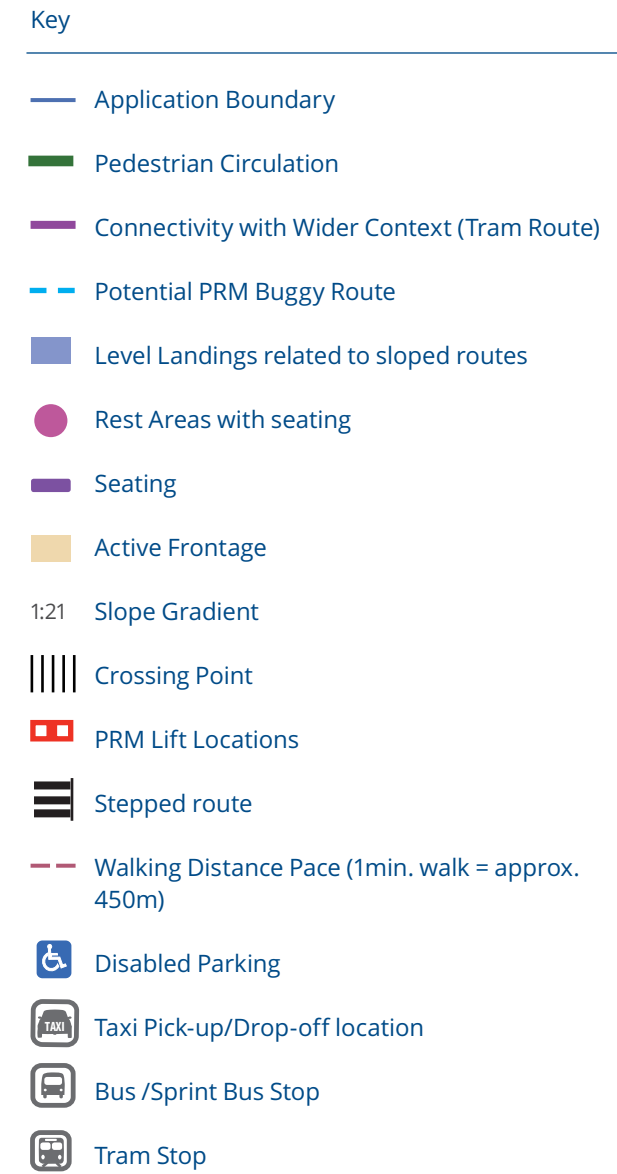 Key
Application Boundary
Pedestrian Circulation
Connectivity with Wider Context (Tram Route)
Potential PRM Buggy Route
Level Landings related to sloped routes
Rest Areas with seating
Seating
Active Frontage
1:21 Slope Gradient
Crossing Point
PRM Lift Locations
Stepped route
Walking Distance Pace (1min. walk = approx.
450m)
Disabled Parking
TAXI Taxi Pick-up/Drop-off location
Bus /Sprint Bus Stop
Tram Stop